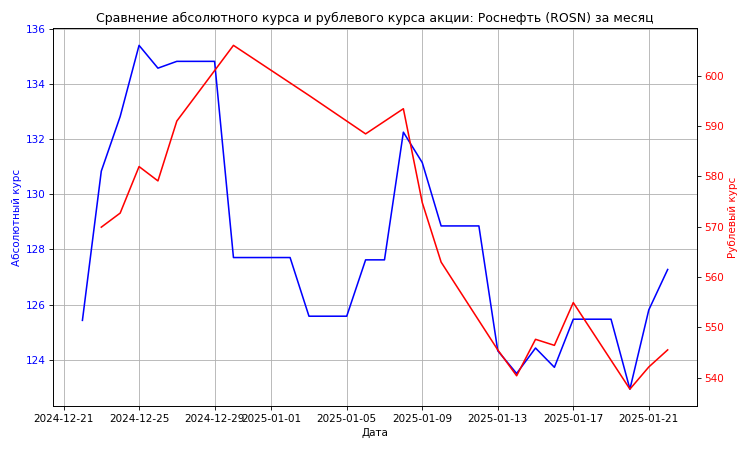 Сравнение абсолютного курса и рублевого курса акции: Роснефть (ROSN) за месяц
136
134
132
130
128
126
124
Абсолютный курс
600
590
580
570
560
550
540
Рублевый курс
2024-12-21 2024-12-25 2024-12-29 2025-01-01 2025-01-05 2025-01-09 2025-01-13 2025-01-17 2025-01-21
Дата